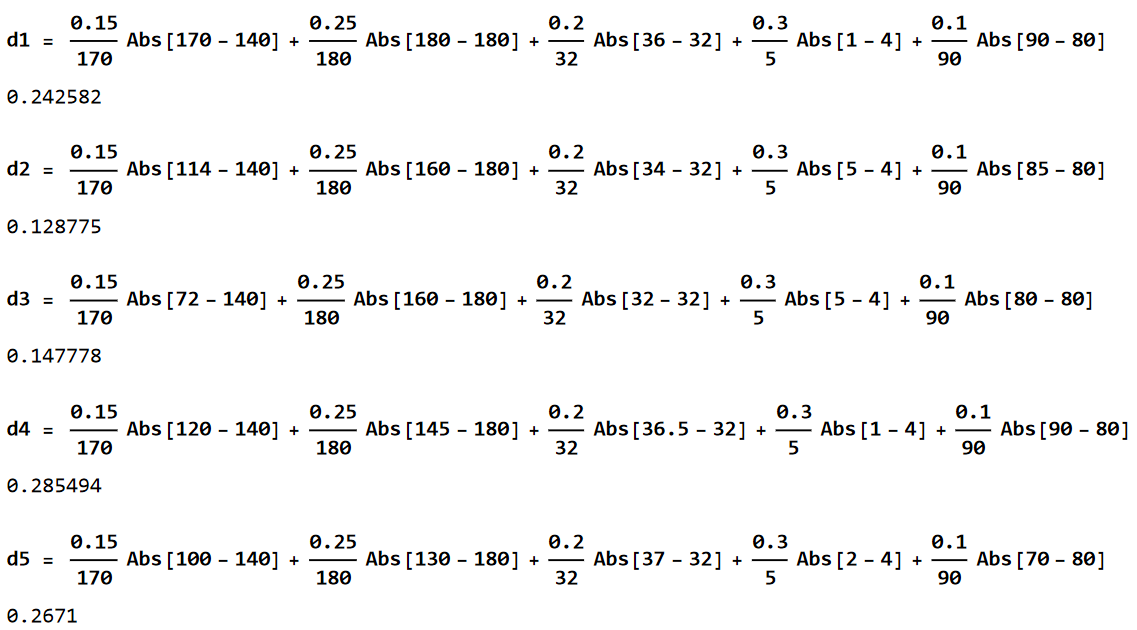 d1 = 0.15/170 Abs[170 - 140] + 0.25/180 Abs[180 - 180] + 0.2/32 Abs[36 - 32] + 0.3/5 Abs[1 - 4] + 0.1/90 Abs[90 - 80]
0.242582
d2 = 0.15/170 Abs[114 - 140] + 0.25/180 Abs[160 - 180] + 0.2/32 Abs[34 - 32] + 0.3/5 Abs[5 - 4] + 0.1/90 Abs[85 - 80]
0.128775
d3 = 0.15/170 Abs[72 - 140] + 0.25/180 Abs[160 - 180] + 0.2/32 Abs[32 - 32] + 0.3/5 Abs[5 - 4] + 0.1/90 Abs[80 - 80]
0.147778
d4 = 0.15/170 Abs[120 - 140] + 0.25/180 Abs[145 - 180] + 0.2/32 Abs[36.5 - 32] + 0.3/5 Abs[1 - 4] + 0.1/90 Abs[90 - 80]
0.285494
d5 = 0.15/170 Abs[100 - 140] + 0.25/180 Abs[130 - 180] + 0.2/32 Abs[37 - 32] + 0.3/5 Abs[2 - 4] + 0.1/90 Abs[70 - 80]
0.2671